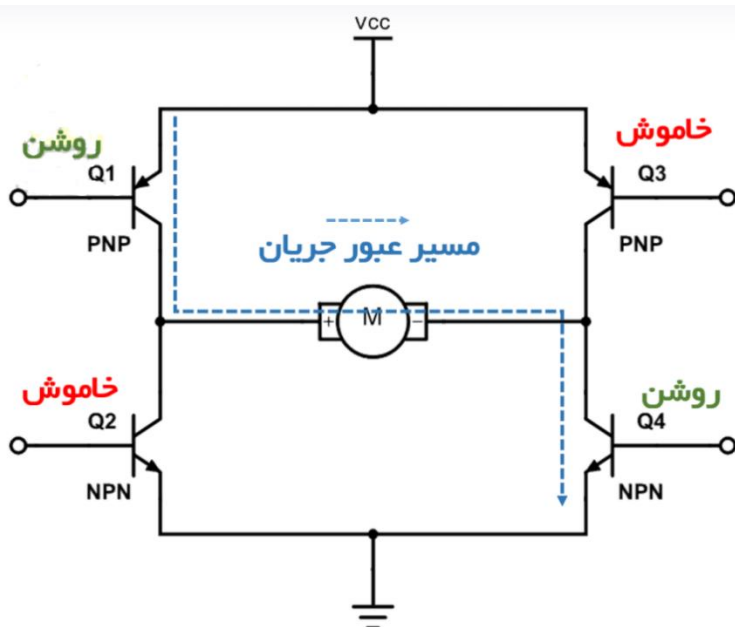 Vcc
روشن
خاموش
Q1
Q3
PNP
PNP
مسیر عبور جریان
+
M
−
خاموش
روشن
Q2
Q4
NPN
NPN